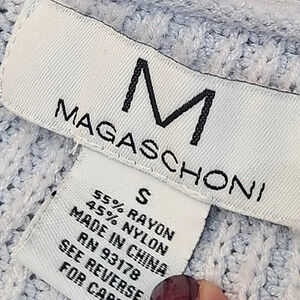 M
MAGASCHONI
S
55% RAYON
45% NYLON
MADE IN CHINA
RN 93178
SEE REVERSE
FOR CARE